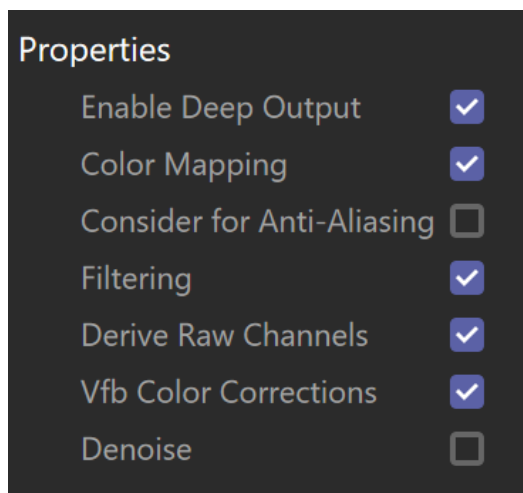 Properties
Enable Deep Output
Color Mapping
Consider for Anti-Aliasing
Filtering
Derive Raw Channels
Vfb Color Corrections
Denoise